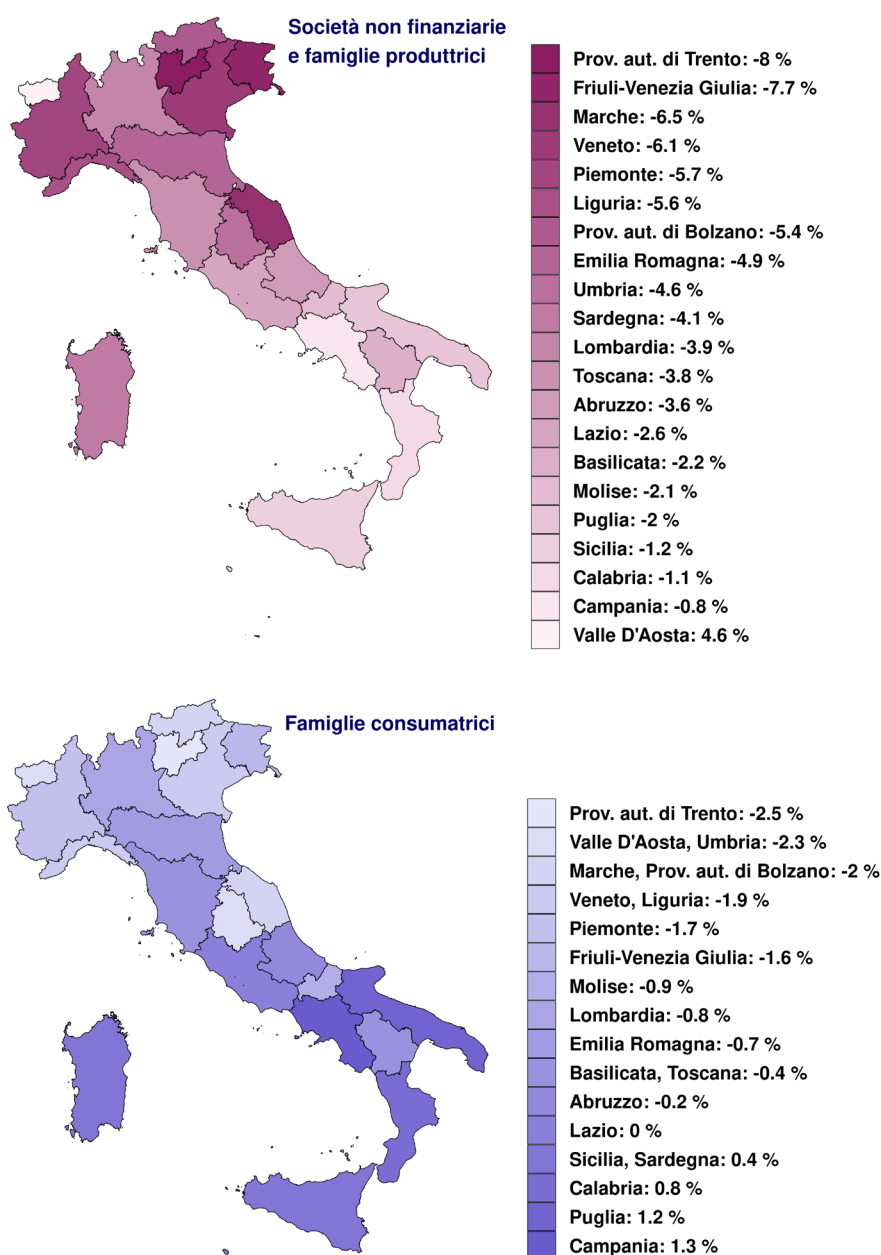 Società non finanziarie
e famiglie produttrici
Prov. aut. di Trento: -8 %
Friuli-Venezia Giulia: -7.7 %
Marche: -6.5 %
Veneto: -6.1 %
Piemonte: -5.7 %
Liguria: -5.6 %
Prov. aut. di Bolzano: -5.4 %
Emilia Romagna: -4.9 %
Umbria: -4.6 %
Sardegna: -4.1 %
Lombardia: -3.9 %
Toscana: -3.8 %
Abruzzo: -3.6 %
Lazio: -2.6 %
Basilicata: -2.2 %
Molise: -2.1 %
Puglia: -2 %
Sicilia: -1.2 %
Calabria: -1.1 %
Campania: -0.8 %
Valle D'Aosta: 4.6 %
Famiglie consumatrici
Prov. aut. di Trento: -2.5 %
Valle D'Aosta, Umbria: -2.3 %
Marche, Prov. aut. di Bolzano: -2 %
Veneto, Liguria: -1.9 %
Piemonte: -1.7 %
Friuli-Venezia Giulia: -1.6 %
Molise: -0.9 %
Lombardia: -0.8 %
Emilia Romagna: -0.7 %
Basilicata, Toscana: -0.4 %
Abruzzo: -0.2 %
Lazio: 0 %
Sicilia, Sardegna: 0.4 %
Calabria: 0.8 %
Puglia: 1.2 %
Campania: 1.3 %